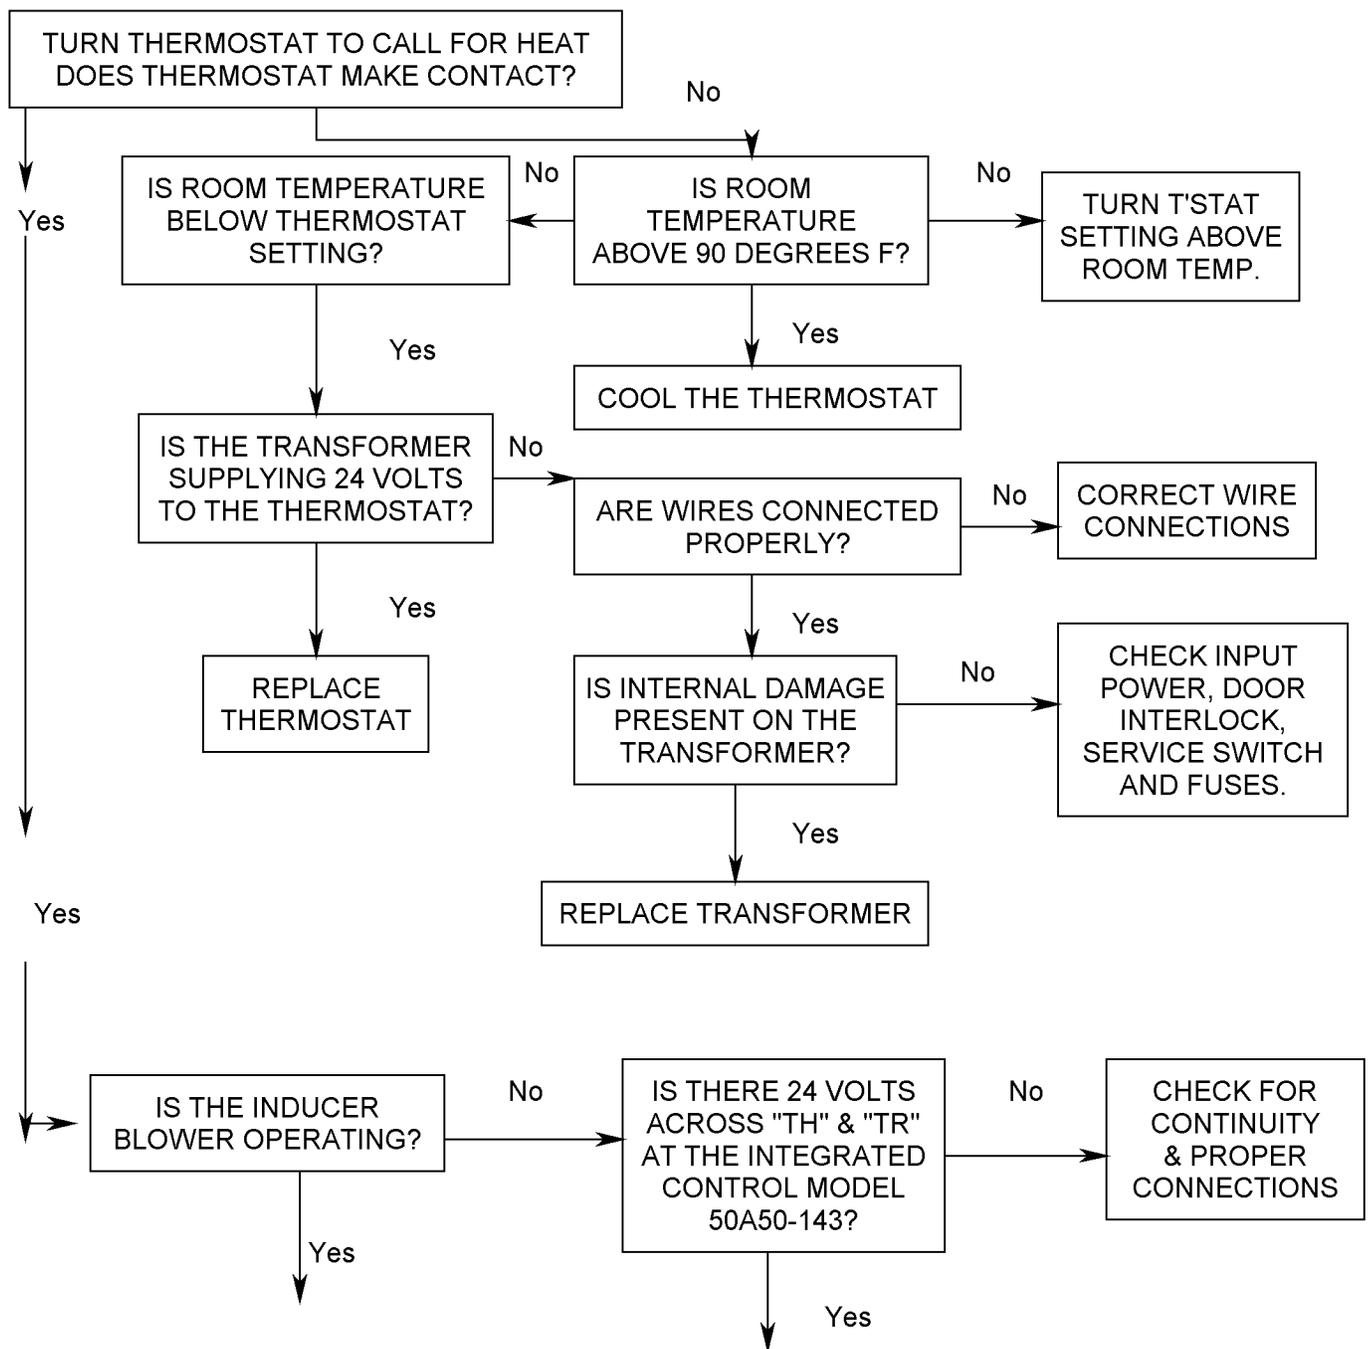 TURN THERMOSTAT TO CALL FOR HEAT
DOES THERMOSTAT MAKE CONTACT?
No
Yes
IS ROOM TEMPERATURE
BELOW THERMOSTAT
SETTING?
No
IS ROOM
TEMPERATURE
ABOVE 90 DEGREES F?
No
TURN T'STAT
SETTING ABOVE
ROOM TEMP.
Yes
Yes
COOL THE THERMOSTAT
IS THE TRANSFORMER
SUPPLYING 24 VOLTS
TO THE THERMOSTAT?
No
ARE WIRES CONNECTED
PROPERLY?
No
CORRECT WIRE
CONNECTIONS
Yes
Yes
REPLACE
THERMOSTAT
IS INTERNAL DAMAGE
PRESENT ON THE
TRANSFORMER?
No
CHECK INPUT
POWER, DOOR
INTERLOCK,
SERVICE SWITCH
AND FUSES.
Yes
REPLACE TRANSFORMER
Yes
IS THE INDUCER
BLOWER OPERATING?
No
IS THERE 24 VOLTS
ACROSS "TH" & "TR"
AT THE INTEGRATED
CONTROL MODEL
50A50-143?
No
CHECK FOR
CONTINUITY
& PROPER
CONNECTIONS
Yes
Yes